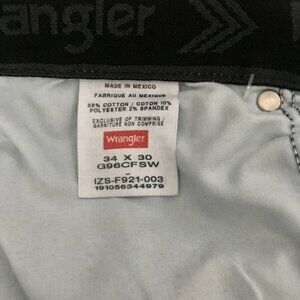 angler
MADE IN MEXICO
FABRIQUE AU MEXIQUE
88% COTTON / COTON 10%
POLYESTER 2% SPANDEX
EXCLUSIVE OF TRIMMING /
GARNITURE NON COMPRISE
Wrangler
34 X 30
G96CFSW
-
IZS-F921-003
191056344979